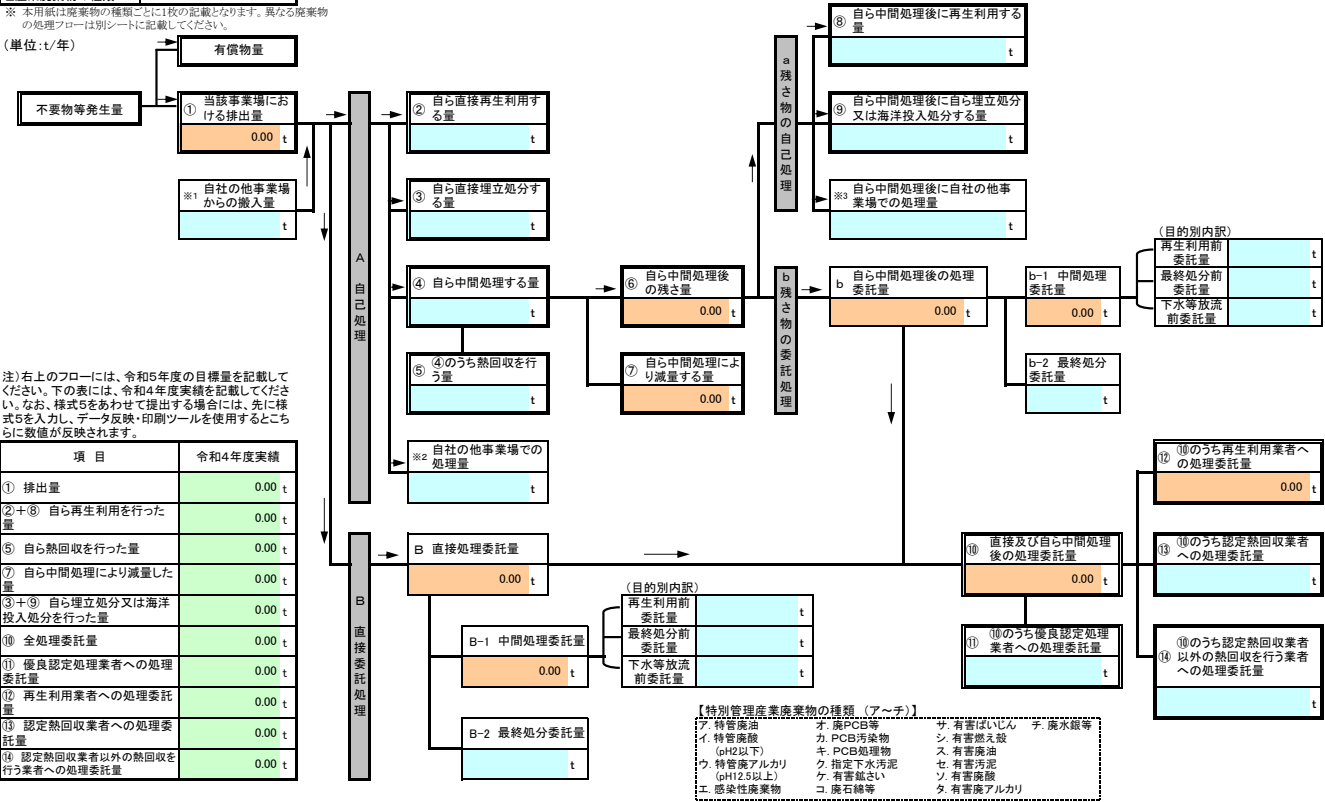 ※ 本用紙は廃棄物の種類ごとに1枚の記載となります。異なる廃棄物
の処理フローは別シートに記載してください。
(単位:t/年)
有償物量
不要物等発生量
① 当該事業場にお
ける排出量
0.00 t
※1 自社の他事業場
からの搬入量
t
A 自己処理
② 自ら直接再生利用す
る量
t
③ 自ら直接埋立処分す
る量
t
④ 自ら中間処理する量
t
⑤ ④のうち熱回収を行
う量
t
※2 自社の他事業場での
処理量
t
⑥ 自ら中間処理後
の残さ量
0.00 t
⑦ 自ら中間処理によ
り減量する量
0.00 t
a 残さ物の自己処理
⑧ 自ら中間処理後に再生利用する
量
t
⑨ 自ら中間処理後に自ら埋立処分
又は海洋投入処分する量
t
※3 自ら中間処理後に自社の他事
業場での処理量
t
b 残さ物の委託処理
b 自ら中間処理後の処理
委託量
0.00 t
b-1 中間処理
委託量
0.00 t
(目的別内訳)
再生利用前
委託量
t
最終処分前
委託量
t
下水等放流
前委託量
t
b-2 最終処分
委託量
t
注)右上のフローには、令和5年度の目標量を記載して
ください。下の表には、令和4年度実績を記載してくださ
い。なお、様式5をあわせて提出する場合には、先に様
式5を入力し、データ反映・印刷ツールを使用するとこち
らに数値が反映されます。
項 目 令和4年度実績
① 排出量 0.00 t
②+⑧ 自ら再生利用を行った
量 0.00 t
⑤ 自ら熱回収を行った量 0.00 t
⑦ 自ら中間処理により減量した
量 0.00 t
③+⑨ 自ら埋立処分又は海洋
投入処分を行った量 0.00 t
⑩ 全処理委託量 0.00 t
⑪ 優良認定処理業者への処理
委託量 0.00 t
⑫ 再生利用業者への処理委託
量 0.00 t
⑬ 認定熱回収業者への処理委
託量 0.00 t
⑭ 認定熱回収業者以外の熱回収を
行う業者への処理委託量 0.00 t
B 直接委託処理
B 直接処理委託量
0.00 t
B-1 中間処理委託量
0.00 t
(目的別内訳)
再生利用前
委託量
t
最終処分前
委託量
t
下水等放流
前委託量
t
B-2 最終処分委託量
t
⑩ 直接及び自ら中間処理
後の処理委託量
0.00 t
⑪ ⑩のうち優良認定処理
業者への処理委託量
t
⑫ ⑩のうち再生利用業者へ
の処理委託量
0.00 t
⑬ ⑩のうち認定熱回収業者
への処理委託量
t
⑭ ⑩のうち認定熱回収業者
以外の熱回収を行う業者
への処理委託量
t
【特別管理産業廃棄物の種類 (ア~チ)】
ア. 特管廃油 オ. 廃PCB等 サ. 有害ばいじん チ. 廃水銀等
イ. 特管廃酸 カ. PCB汚染物 シ. 有害燃え殻
(pH2以下) キ. PCB処理物 ス. 有害廃油
ウ. 特管廃アルカリ ク. 指定下水汚泥 セ. 有害汚泥
(pH12.5以上) ケ. 有害鉱さい ソ. 有害廃酸
エ. 感染性廃棄物 コ. 廃石綿等 タ. 有害廃アルカリ